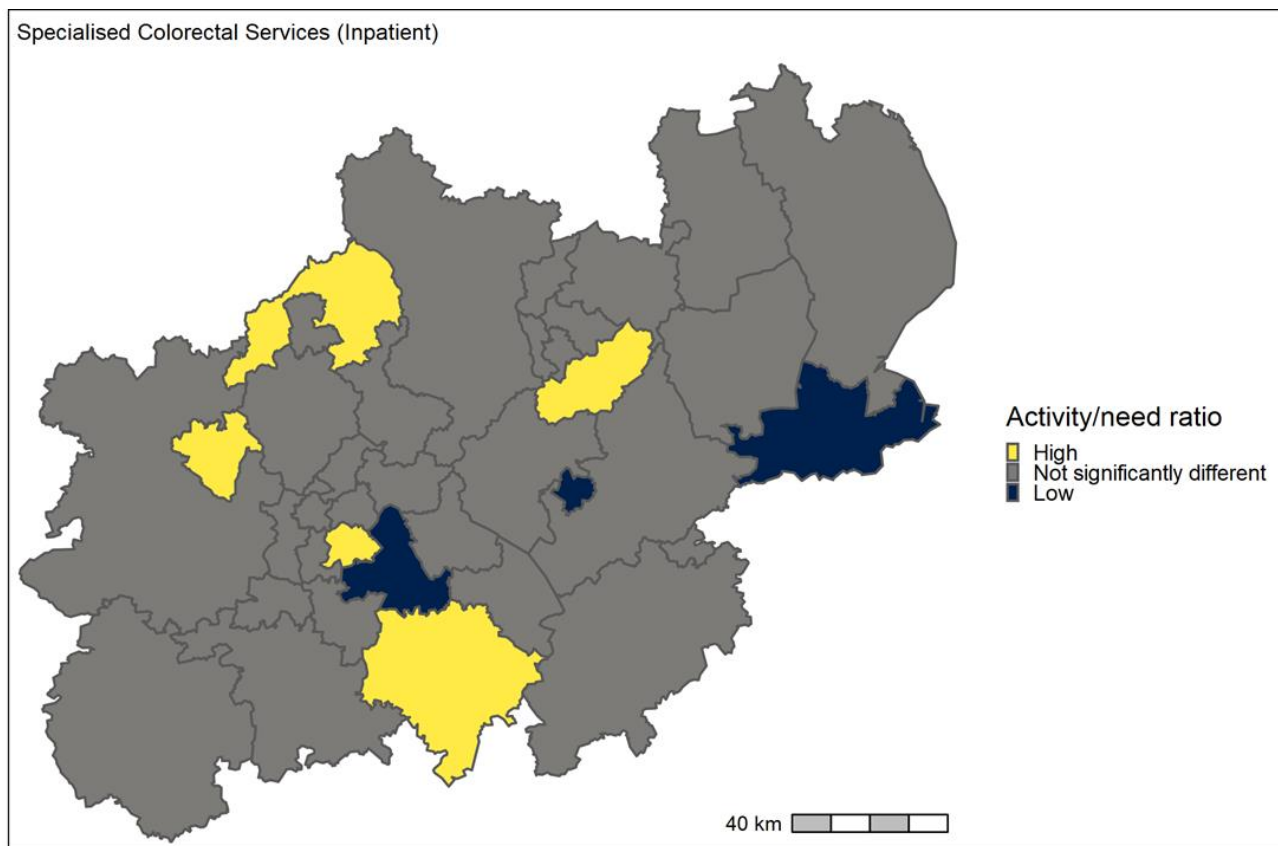 Specialised Colorectal Services (Inpatient)
Activity/need ratio
High
Not significantly different
Low
40 km